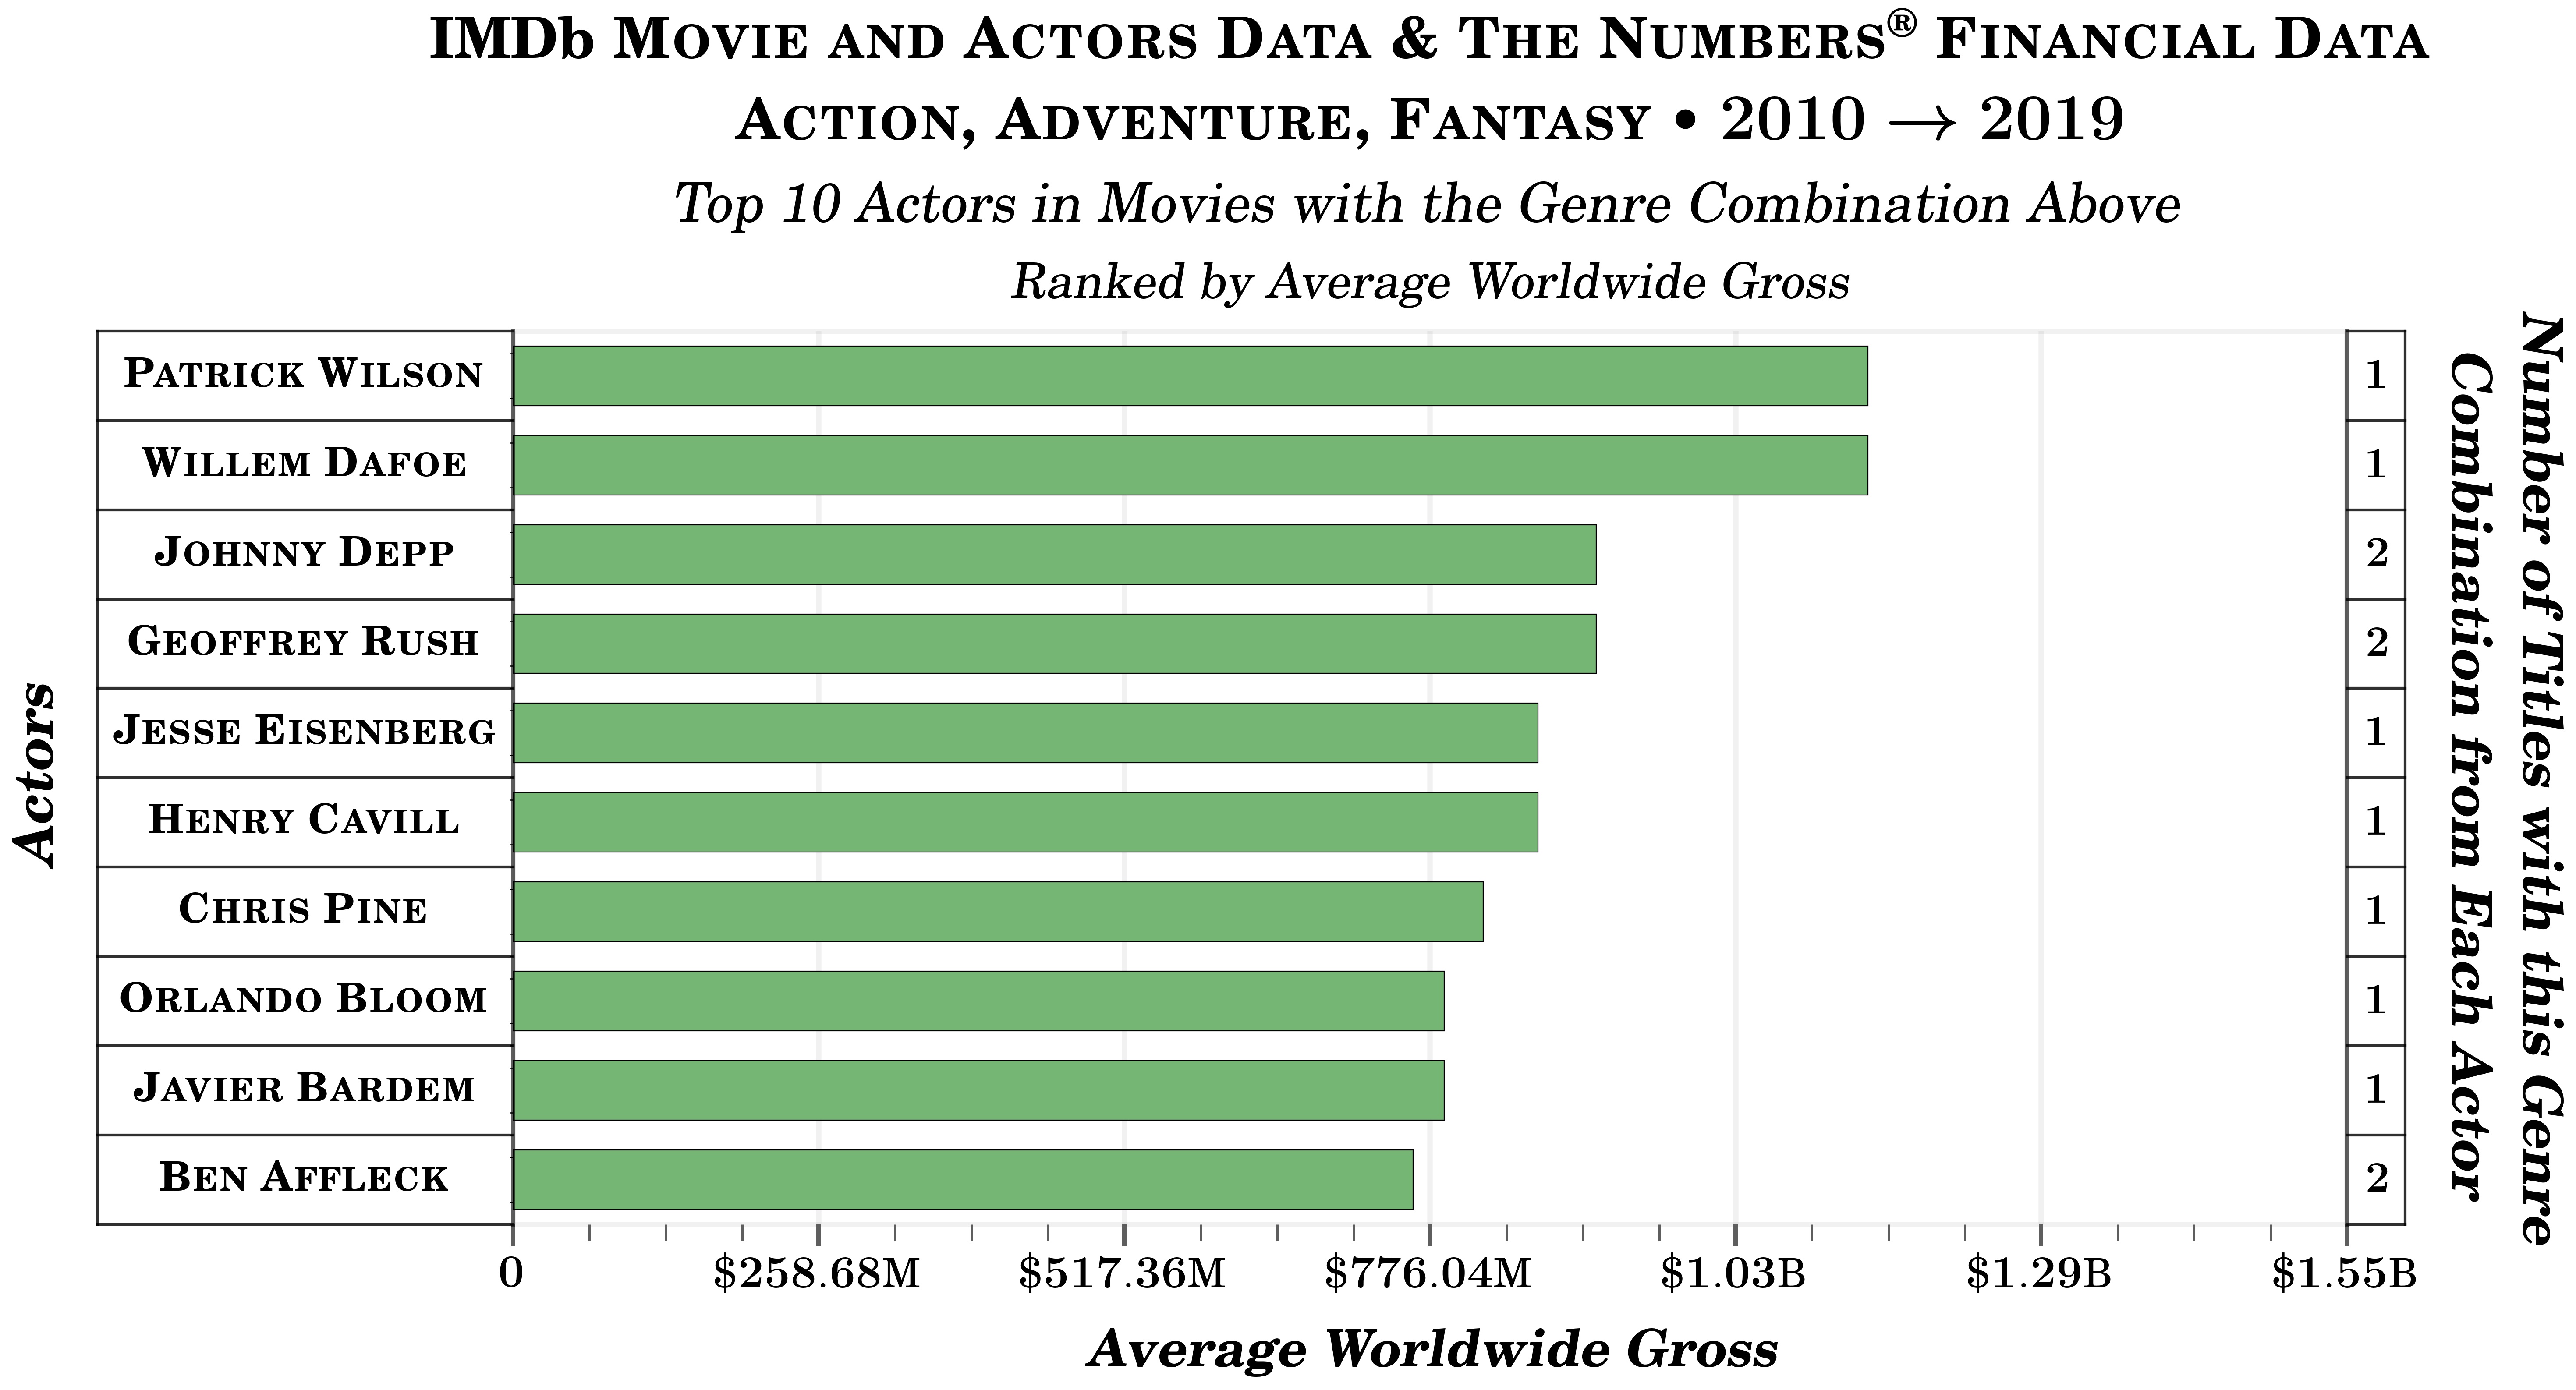 IMDb Movie and Actors Data & The Numbers® Financial Data
Action, Adventure, Fantasy • 2010 → 2019
Top 10 Actors in Movies with the Genre Combination Above
Ranked by Average Worldwide Gross
Actors
Patrick Wilson 1
Willem Dafoe 1
Johnny Depp 2
Geoffrey Rush 2
Jesse Eisenberg 1
Henry Cavill 1
Chris Pine 1
Orlando Bloom 1
Javier Bardem 1
Ben Affleck 2
0 $258.68M $517.36M $776.04M $1.03B $1.29B $1.55B
Average Worldwide Gross
Number of Titles with this Genre
Combination from Each Actor